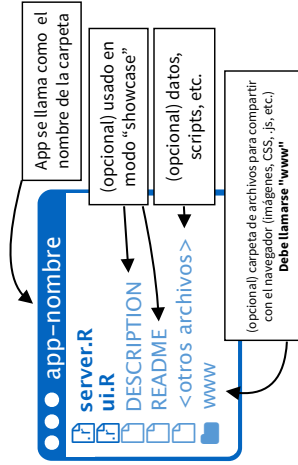 app-nombre
.r server.R
.r ui.R
DESCRIPTION
README
<otros archivos>
www
App se llama como el
nombre de la carpeta
(opcional) usado en
modo “showcase”
(opcional) datos,
scripts, etc.
(opcional) carpeta de archivos para compartir
con el navegador (imágenes, CSS, .js, etc.)
Debe llamarse "www"